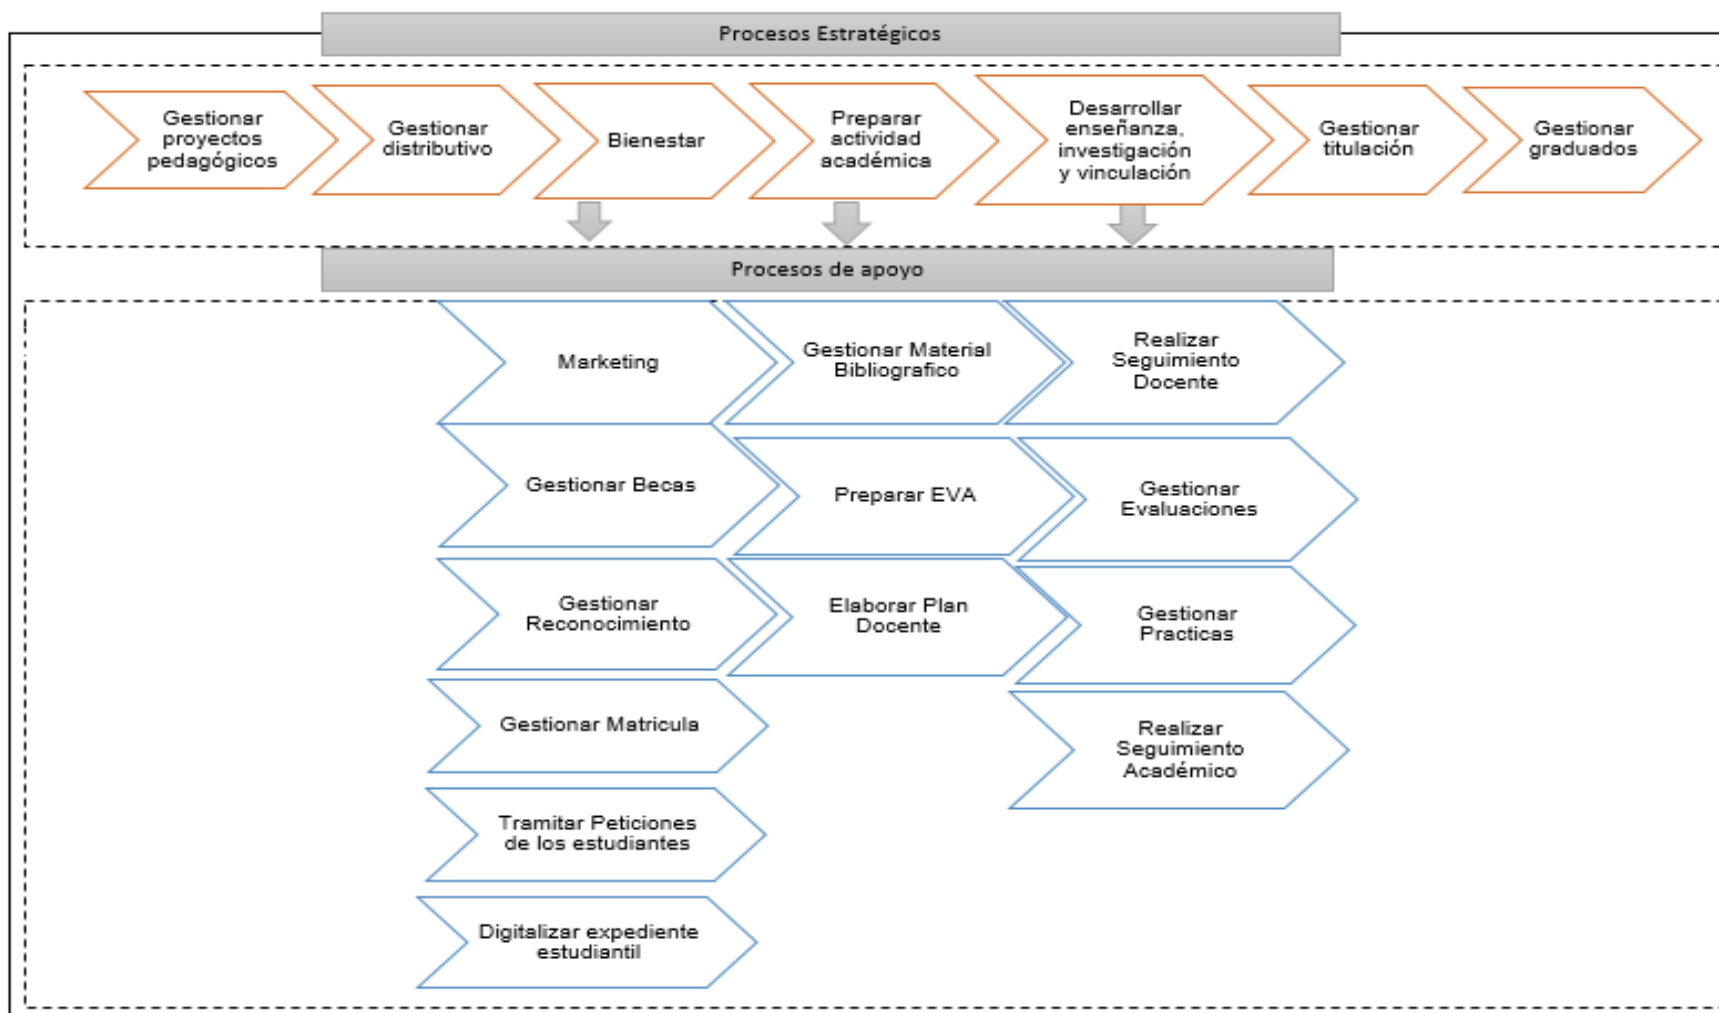 Procesos Estratégicos
Gestionar
proyectos
pedagógicos
Gestionar
distributivo
Bienestar
Preparar
actividad
académica
Desarrollar
enseñanza,
investigación
y vinculación
Gestionar
titulación
Gestionar
graduados
Procesos de apoyo
Marketing
Gestionar Material
Bibliografico
Realizar
Seguimiento
Docente
Gestionar Becas
Preparar EVA
Gestionar
Evaluaciones
Gestionar
Reconocimiento
Elaborar Plan
Docente
Gestionar
Practicas
Gestionar Matricula
Realizar
Seguimiento
Académico
Tramitar Peticiones
de los estudiantes
Digitalizar expediente
estudiantil